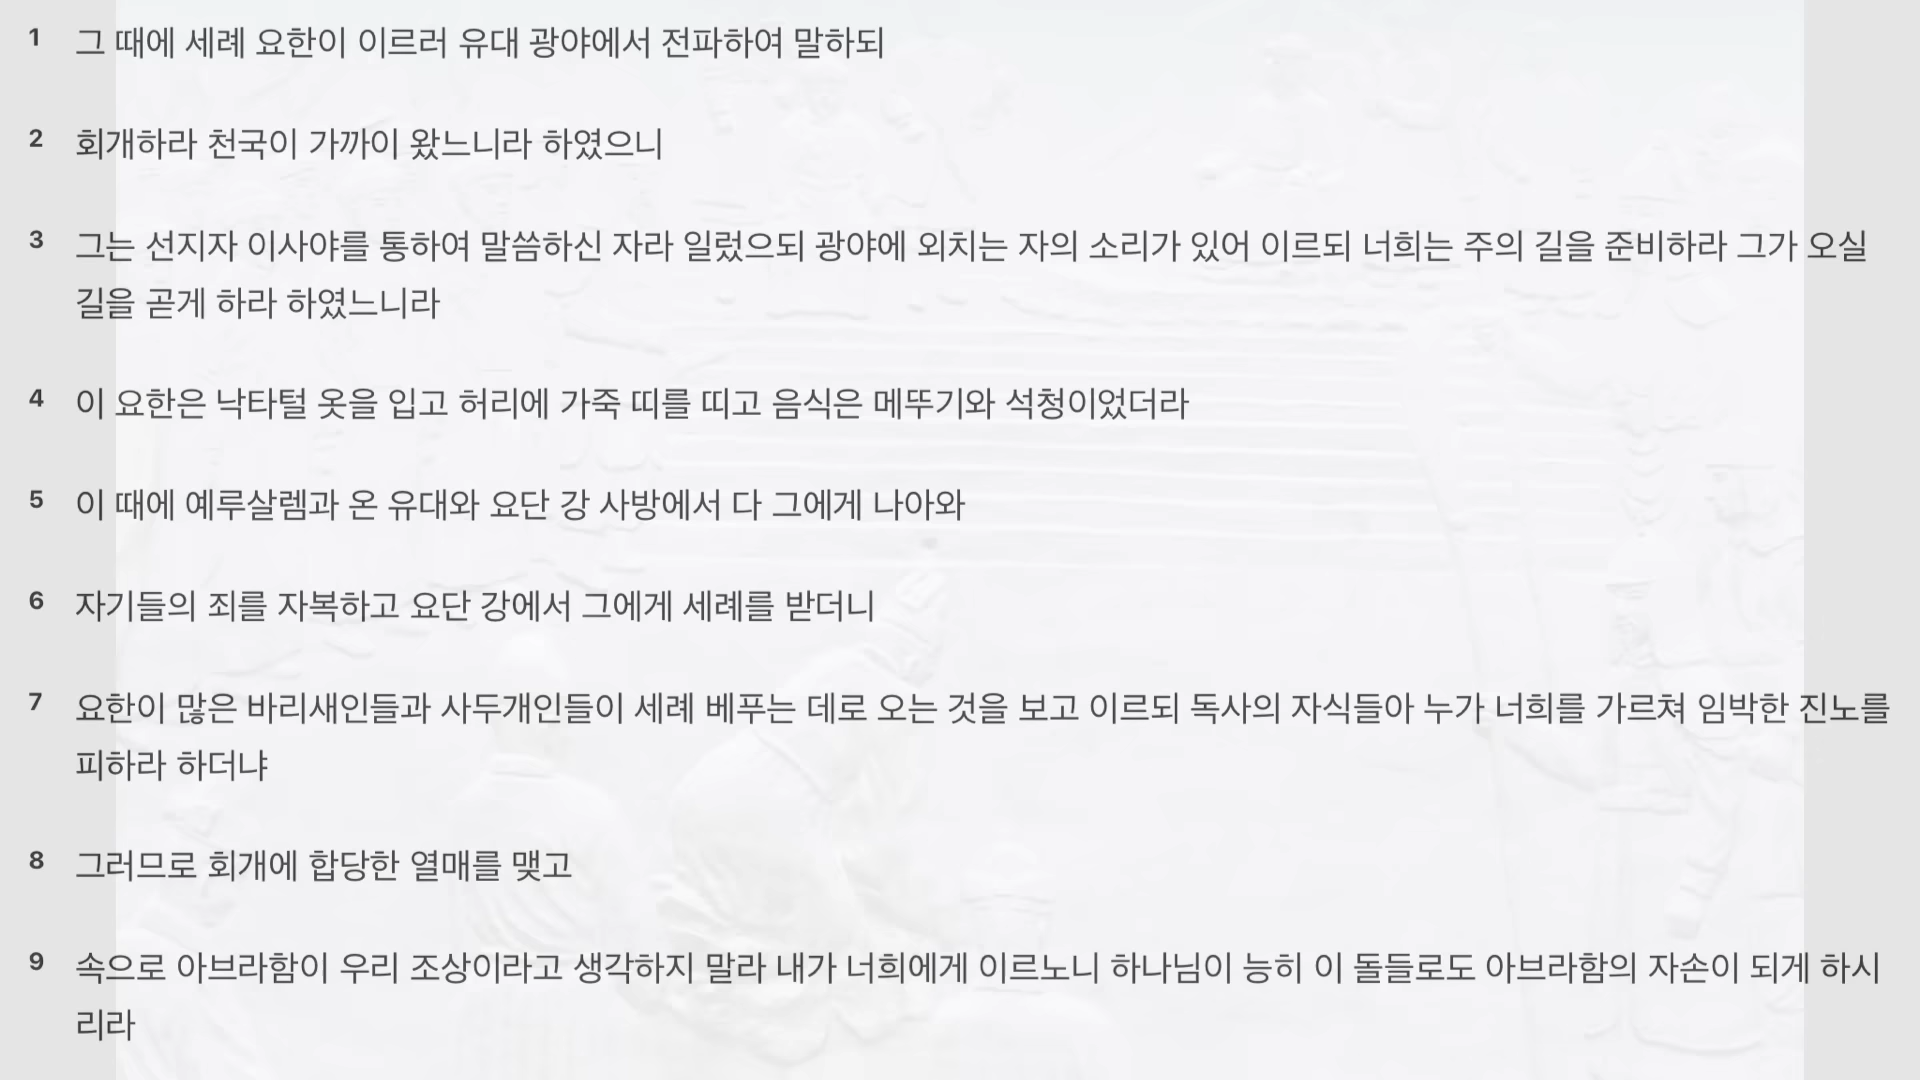 1 그 때에 세례 요한이 이르러 유대 광야에서 전파하여 말하되
2 회개하라 천국이 가까이 왔느니라 하였으니
3 그는 선지자 이사야를 통하여 말씀하신 자라 일렀으되 광야에 외치는 자의 소리가 있어 이르되 너희는 주의 길을 준비하라 그가 오실
길을 곧게 하라 하였느니라
4 이 요한은 낙타털 옷을 입고 허리에 가죽 띠를 띠고 음식은 메뚜기와 석청이었더라
5 이 때에 예루살렘과 온 유대와 요단 강 사방에서 다 그에게 나아와
6 자기들의 죄를 자복하고 요단 강에서 그에게 세례를 받더니
7 요한이 많은 바리새인들과 사두개인들이 세례 베푸는 데로 오는 것을 보고 이르되 독사의 자식들아 누가 너희를 가르쳐 임박한 진노를
피하라 하더냐
8 그러므로 회개에 합당한 열매를 맺고
9 속으로 아브라함이 우리 조상이라고 생각하지 말라 내가 너희에게 이르노니 하나님이 능히 이 돌들로도 아브라함의 자손이 되게 하시
리라